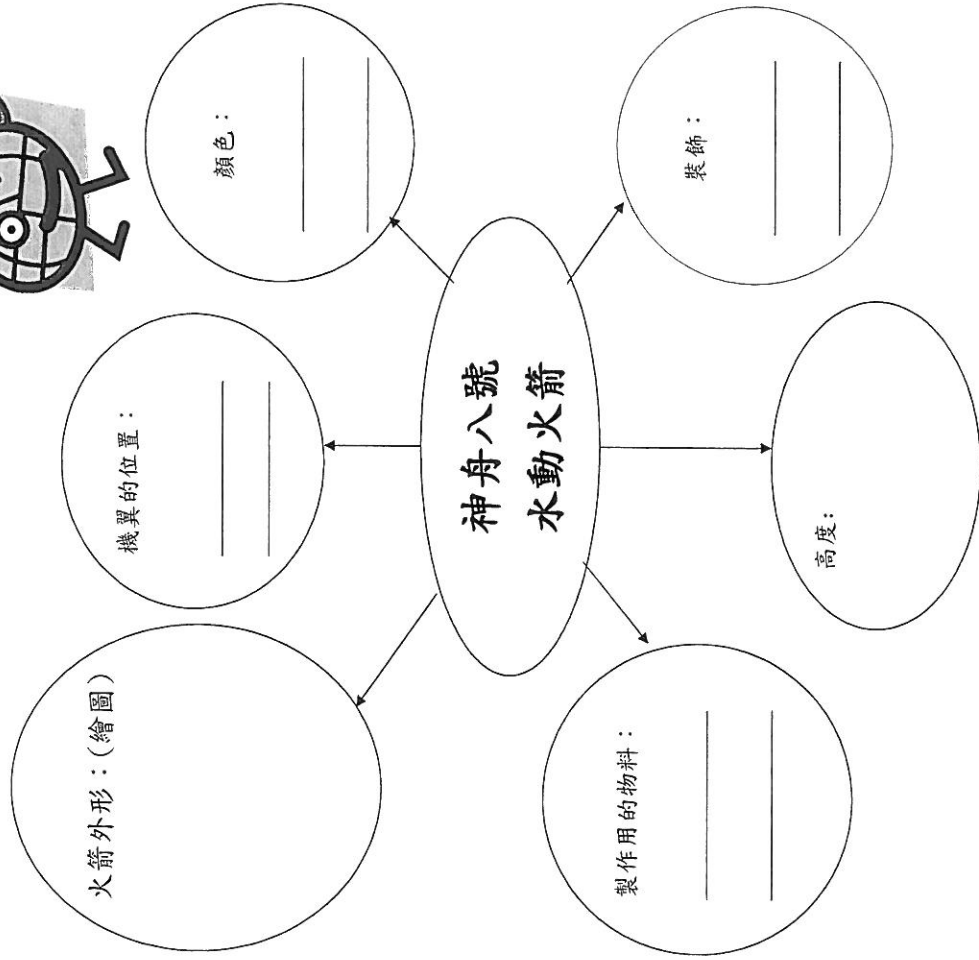 火箭外形：(繪圖)
機翼的位置：
顏色：
神舟八號
水動火箭
製作用的物料：
高度：
裝飾：